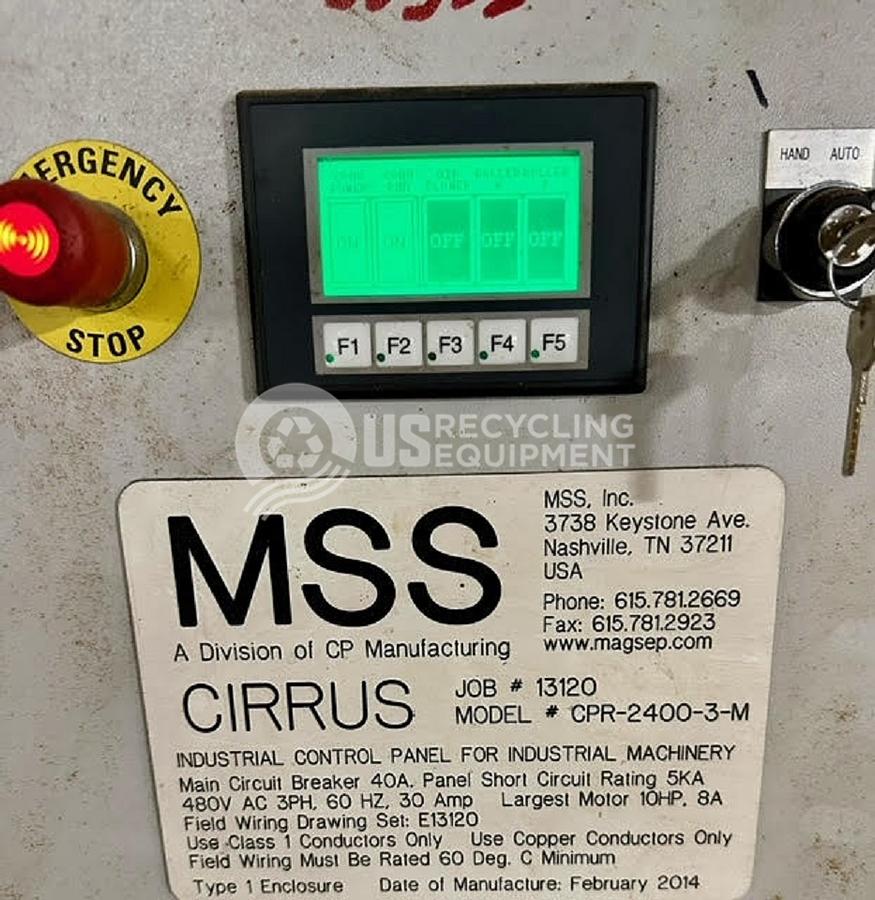 EMERGENCY
STOP
HAND AUTO
ON ON OFF OFF OFF
F1 F2 F3 F4 F5
US RECYCLING
EQUIPMENT
MSS
A Division of CP Manufacturing
MSS, Inc.
3738 Keystone Ave.
Nashville, TN 37211
USA
Phone: 615.781.2669
Fax: 615.781.2923
www.magsep.com
CIRRUS
JOB # 13120
MODEL # CPR-2400-3-M
INDUSTRIAL CONTROL PANEL FOR INDUSTRIAL MACHINERY
Main Circuit Breaker 40A, Panel Short Circuit Rating 5KA
480V AC 3PH, 60 HZ, 30 Amp Largest Motor 10HP, 8A
Field Wiring Drawing Set: E13120
Use Class 1 Conductors Only Use Copper Conductors Only
Field Wiring Must Be Rated 60 Deg. C Minimum
Type 1 Enclosure Date of Manufacture: February 2014